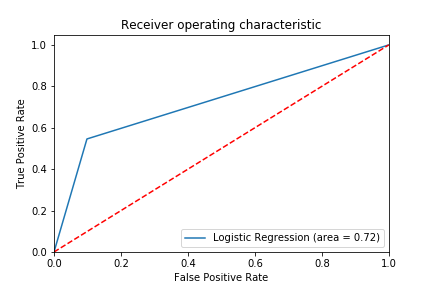 Receiver operating characteristic
True Positive Rate
1.0
0.8
0.6
0.4
0.2
0.0
Logistic Regression (area = 0.72)
0.0 0.2 0.4 0.6 0.8 1.0
False Positive Rate